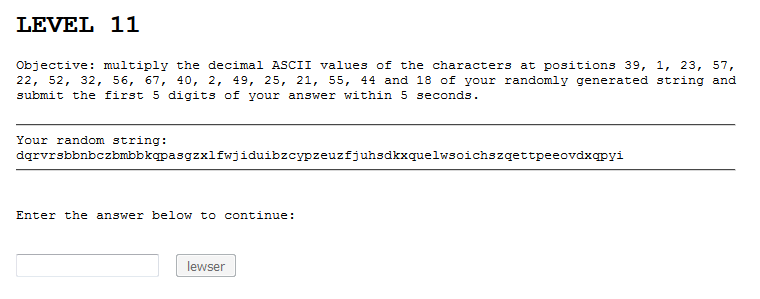 LEVEL 11
Objective: multiply the decimal ASCII values of the characters at positions 39, 1, 23, 57,
22, 52, 32, 56, 67, 40, 2, 49, 25, 21, 55, 44 and 18 of your randomly generated string and
submit the first 5 digits of your answer within 5 seconds.
Your random string:
dqrvrsbbnbczbmbbkqpasgzxlfwjiduibzcypzeuzfjuhsdkxquelwsoichszqettpeeovdxqpyi
Enter the answer below to continue:
lewser